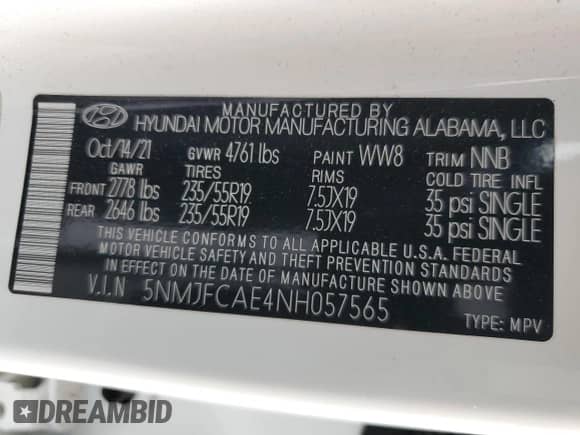 MANUFACTURED BY
HYUNDAI MOTOR MANUFACTURING ALABAMA, LLC
Oct/14/21 GVWR 4761 lbs PAINT WW8 TRIM NNB
GAWR TIRES RIMS COLD TIRE INFL
FRONT 2778 lbs 235/55R19 7.5JX19 35 psi SINGLE
REAR 2646 lbs 235/55R19 7.5JX19 35 psi SINGLE
THIS VEHICLE CONFORMS TO ALL APPLICABLE U.S.A. FEDERAL
MOTOR VEHICLE SAFETY AND THEFT PREVENTION STANDARDS
IN EFFECT ON THE DATE OF MANUFACTURE SHOWN ABOVE.
V.I.N 5NMJFCAE4NH057565
TYPE: MPV
DREAMBID